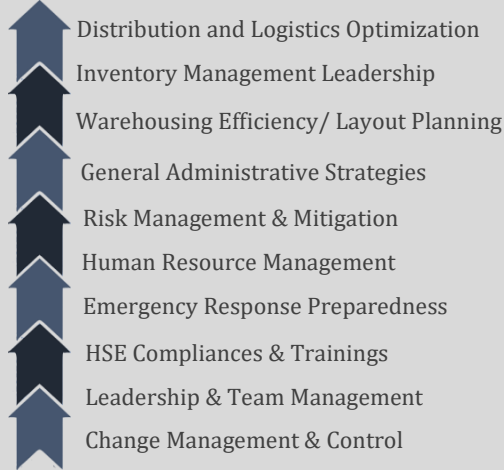 Distribution and Logistics Optimization
Inventory Management Leadership
Warehousing Efficiency/ Layout Planning
General Administrative Strategies
Risk Management & Mitigation
Human Resource Management
Emergency Response Preparedness
HSE Compliances & Trainings
Leadership & Team Management
Change Management & Control